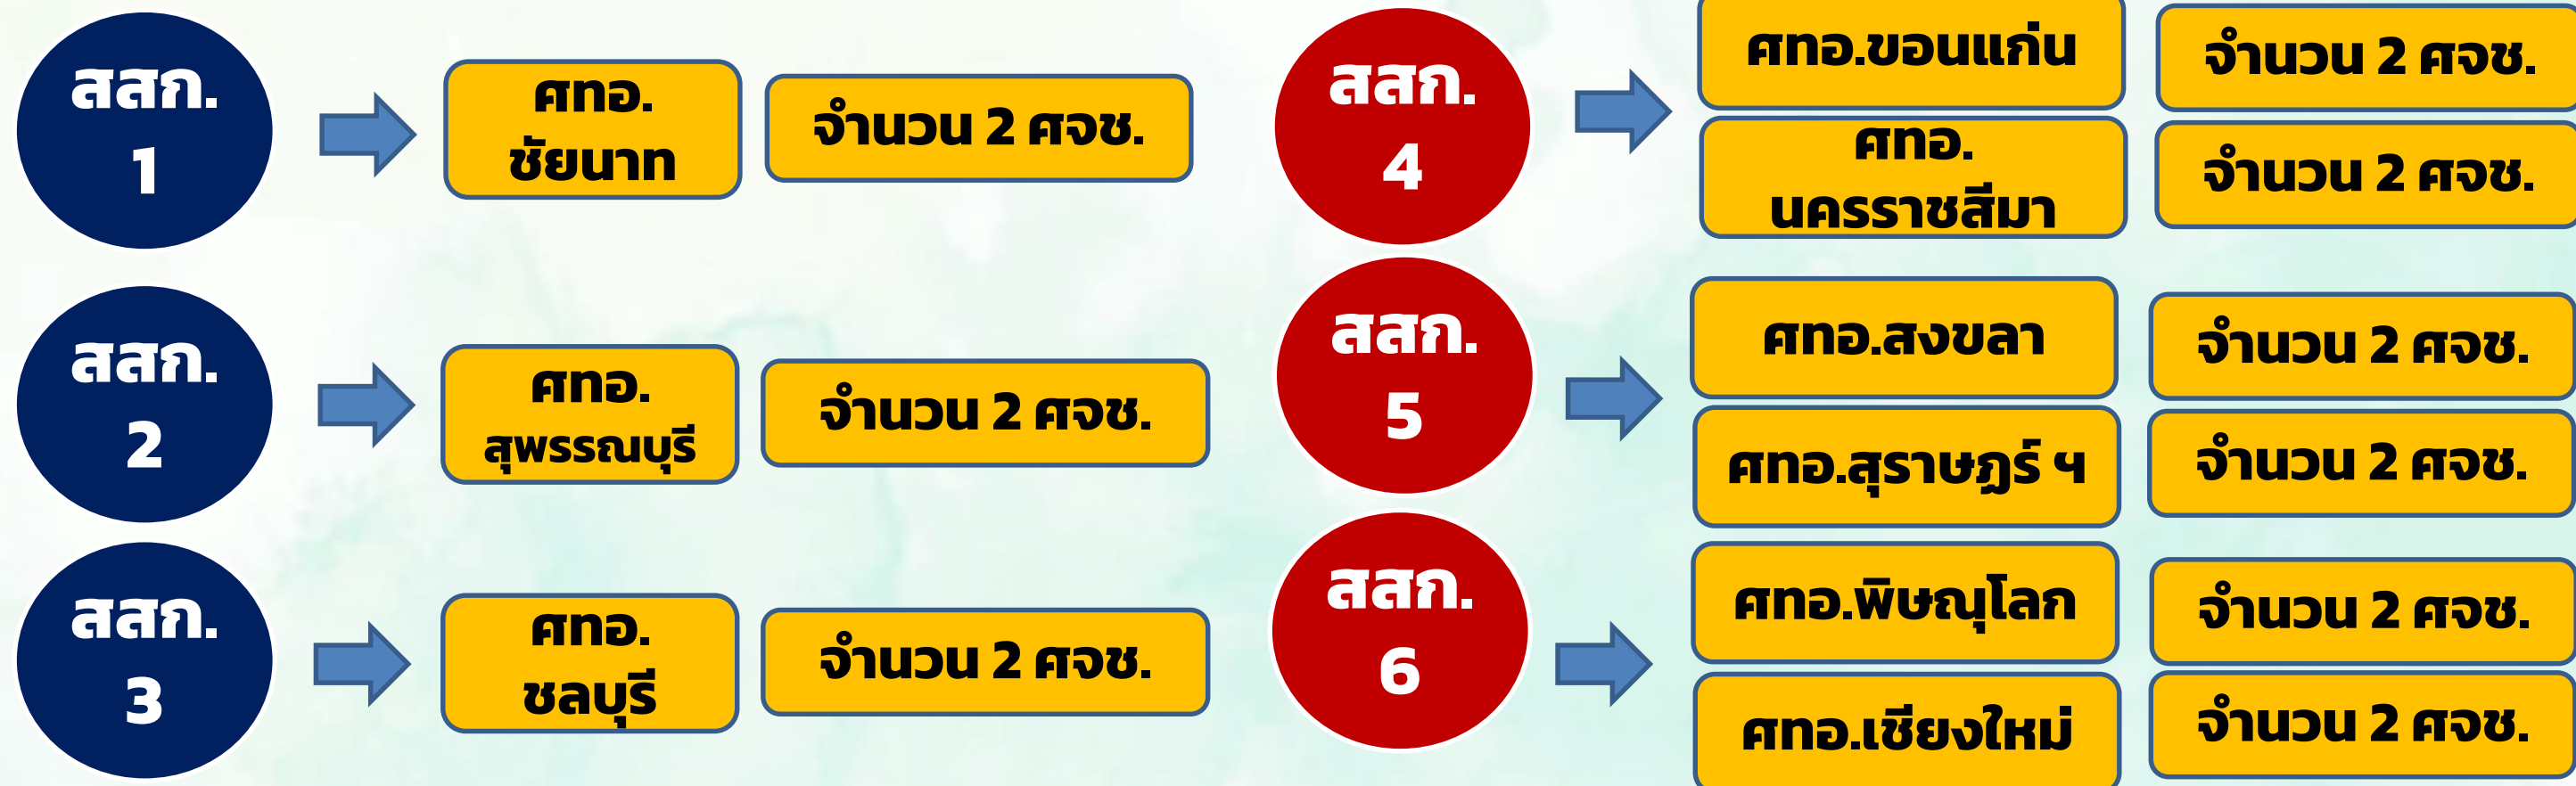 สสก.
1
ศทอ.
ชัยนาท
จำนวน 2 ศจช.
สสก.
2
ศทอ.
สุพรรณบุรี
จำนวน 2 ศจช.
สสก.
3
ศทอ.
ชลบุรี
จำนวน 2 ศจช.
สสก.
4
ศทอ.ขอนแก่น
จำนวน 2 ศจช.
ศทอ.
นครราชสีมา
จำนวน 2 ศจช.
สสก.
5
ศทอ.สงขลา
จำนวน 2 ศจช.
ศทอ.สุราษฎร์ ฯ
จำนวน 2 ศจช.
สสก.
6
ศทอ.พิษณุโลก
จำนวน 2 ศจช.
ศทอ.เชียงใหม่
จำนวน 2 ศจช.